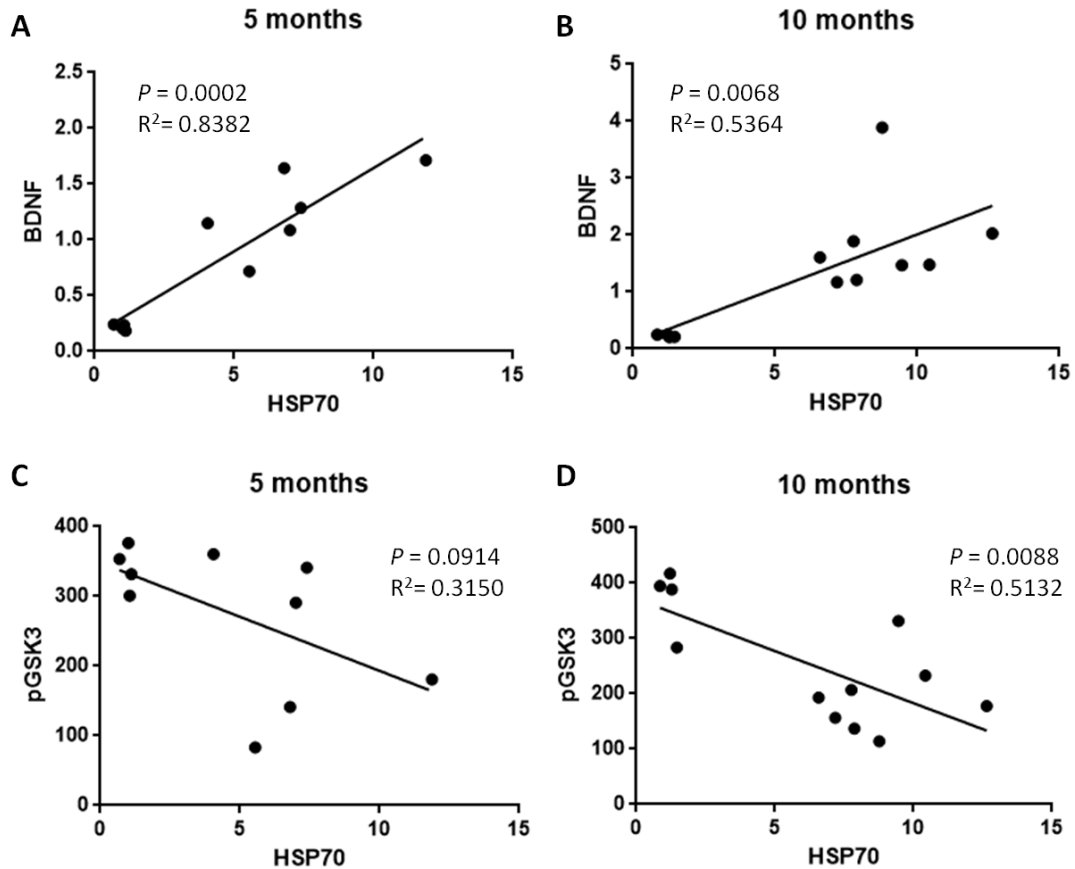 A
5 months
P = 0.0002
R²= 0.8382
2.5
2.0
1.5
1.0
0.5
0.0
BDNF
0
5
10
15
HSP70
B
10 months
P = 0.0068
R²= 0.5364
5
4
3
2
1
0
BDNF
0
5
10
15
HSP70
C
5 months
P = 0.0914
R²= 0.3150
400
300
200
100
0
pGSK3
0
5
10
15
HSP70
D
10 months
P = 0.0088
R²= 0.5132
500
400
300
200
100
0
pGSK3
0
5
10
15
HSP70